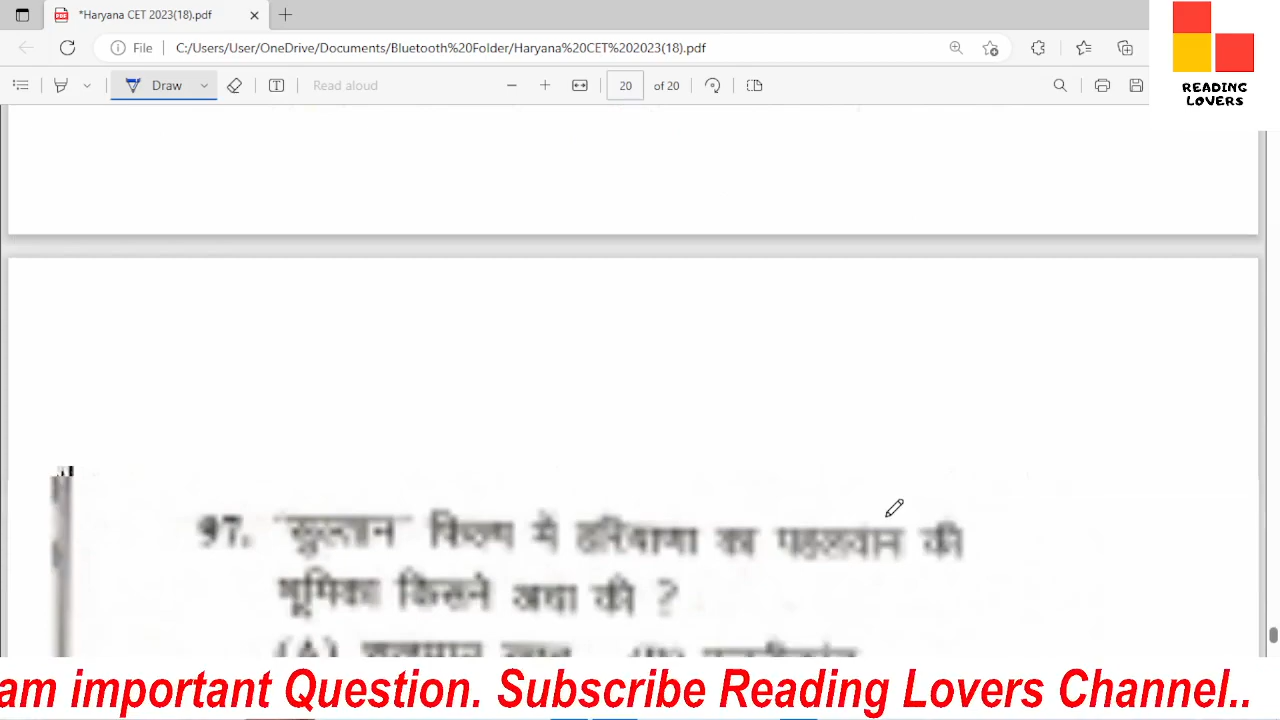 *Haryana CET 2023(18).pdf
File C:/Users/User/OneDrive/Documents/Bluetooth%20Folder/Haryana%20CET%202023(18).pdf
Draw Read aloud 20 of 20
READING
LOVERS
97. "सुल्तान" फिल्म में हरियाणा का पहलवान की
भूमिका किसने अदा की ?
(A)
am important Question. Subscribe Reading Lovers Channel..